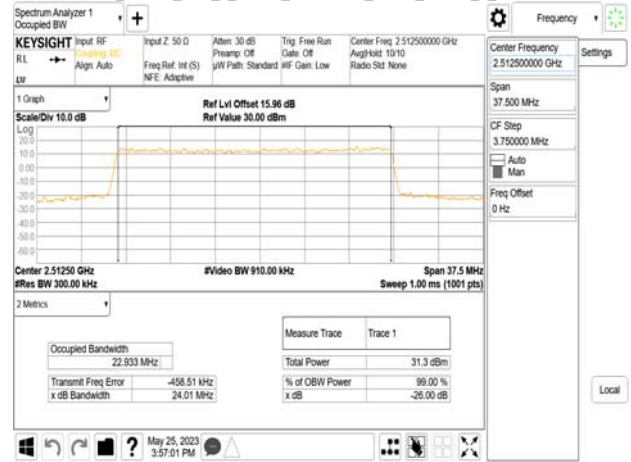 Spectrum Analyzer 1
Occupied BW
Frequency
KEYSIGHT
RL
Input: RF
Coupling: DC
Align: Auto
Input Z: 50 Ω
Freq Ref: Int (S)
NFE: Adaptive
Atten: 30 dB
Preamp: Off
µW Path: Standard
Trig: Free Run
Gate: Off
#IF Gain: Low
Center Freq: 2.512500000 GHz
Avg|Hold: 10/10
Radio Std: None
Center Frequency
2.512500000 GHz
Settings
Span
37.500 MHz
CF Step
3.750000 MHz
Auto
Man
Freq Offset
0 Hz
Local
1 Graph
Scale/Div 10.0 dB
Ref Lvl Offset 15.96 dB
Ref Value 30.00 dBm
Log
20.0
10.0
0.00
-10.0
-20.0
-30.0
-40.0
-50.0
-60.0
Center 2.51250 GHz
#Res BW 300.00 kHz
#Video BW 910.00 kHz
Span 37.5 MHz
Sweep 1.00 ms (1001 pts)
2 Metrics
Measure Trace
Trace 1
Occupied Bandwidth
22.933 MHz
Total Power
31.3 dBm
Transmit Freq Error
-458.51 kHz
% of OBW Power
99.00 %
x dB Bandwidth
24.01 MHz
x dB
-26.00 dB
?
May 25, 2023
3:57:01 PM